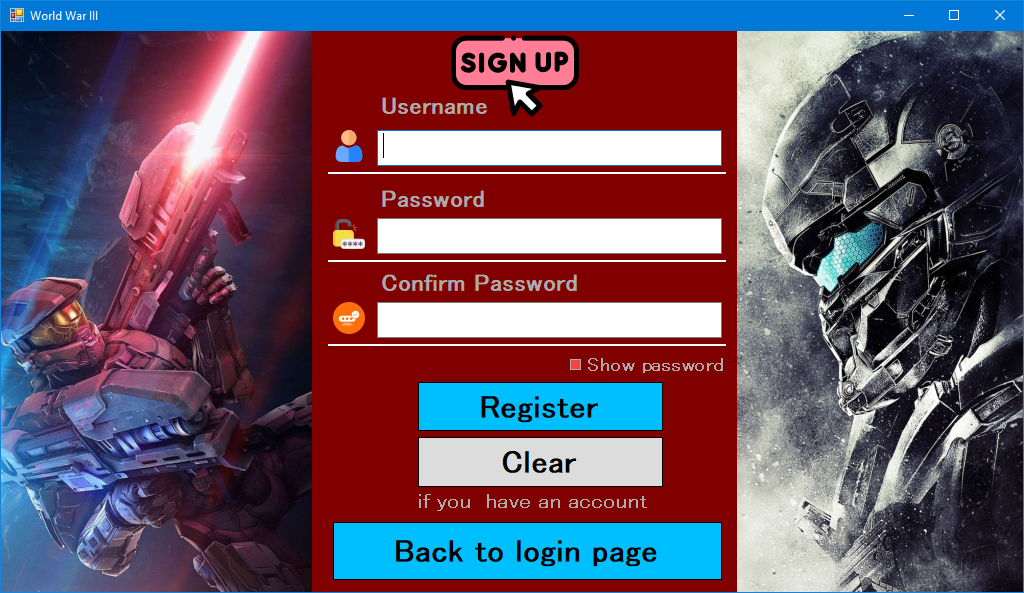 World War III
SIGN UP
Username
Password
****
Confirm Password
Show password
Register
Clear
if you  have an account
Back to login page